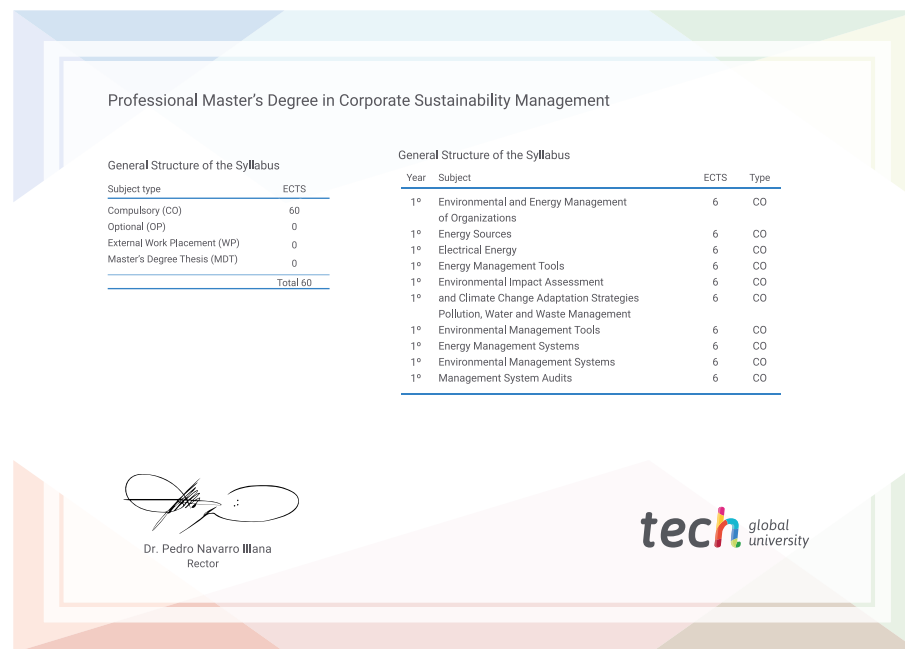 Professional Master's Degree in Corporate Sustainability Management
General Structure of the Syllabus
Subject type ECTS
Compulsory (CO) 60
Optional (OP) 0
External Work Placement (WP) 0
Master's Degree Thesis (MDT) 0
Total 60
General Structure of the Syllabus
Year Subject ECTS Type
1º Environmental and Energy Management 6 CO
of Organizations
1º Energy Sources 6 CO
1º Electrical Energy 6 CO
1º Energy Management Tools 6 CO
1º Environmental Impact Assessment 6 CO
1º and Climate Change Adaptation Strategies 6 CO
Pollution, Water and Waste Management
1º Environmental Management Tools 6 CO
1º Energy Management Systems 6 CO
1º Environmental Management Systems 6 CO
1º Management System Audits 6 CO
Dr. Pedro Navarro Illana
Rector
tech global
university